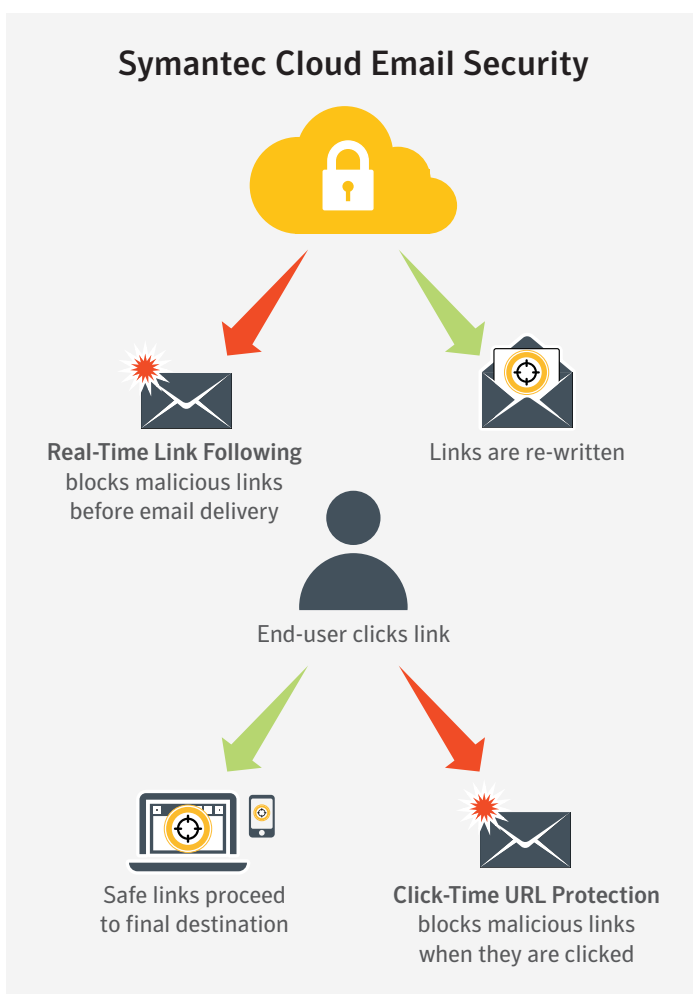 Symantec Cloud Email Security
Real-Time Link Following
blocks malicious links
before email delivery
Links are re-written
End-user clicks link
Safe links proceed
to final destination
Click-Time URL Protection
blocks malicious links
when they are clicked